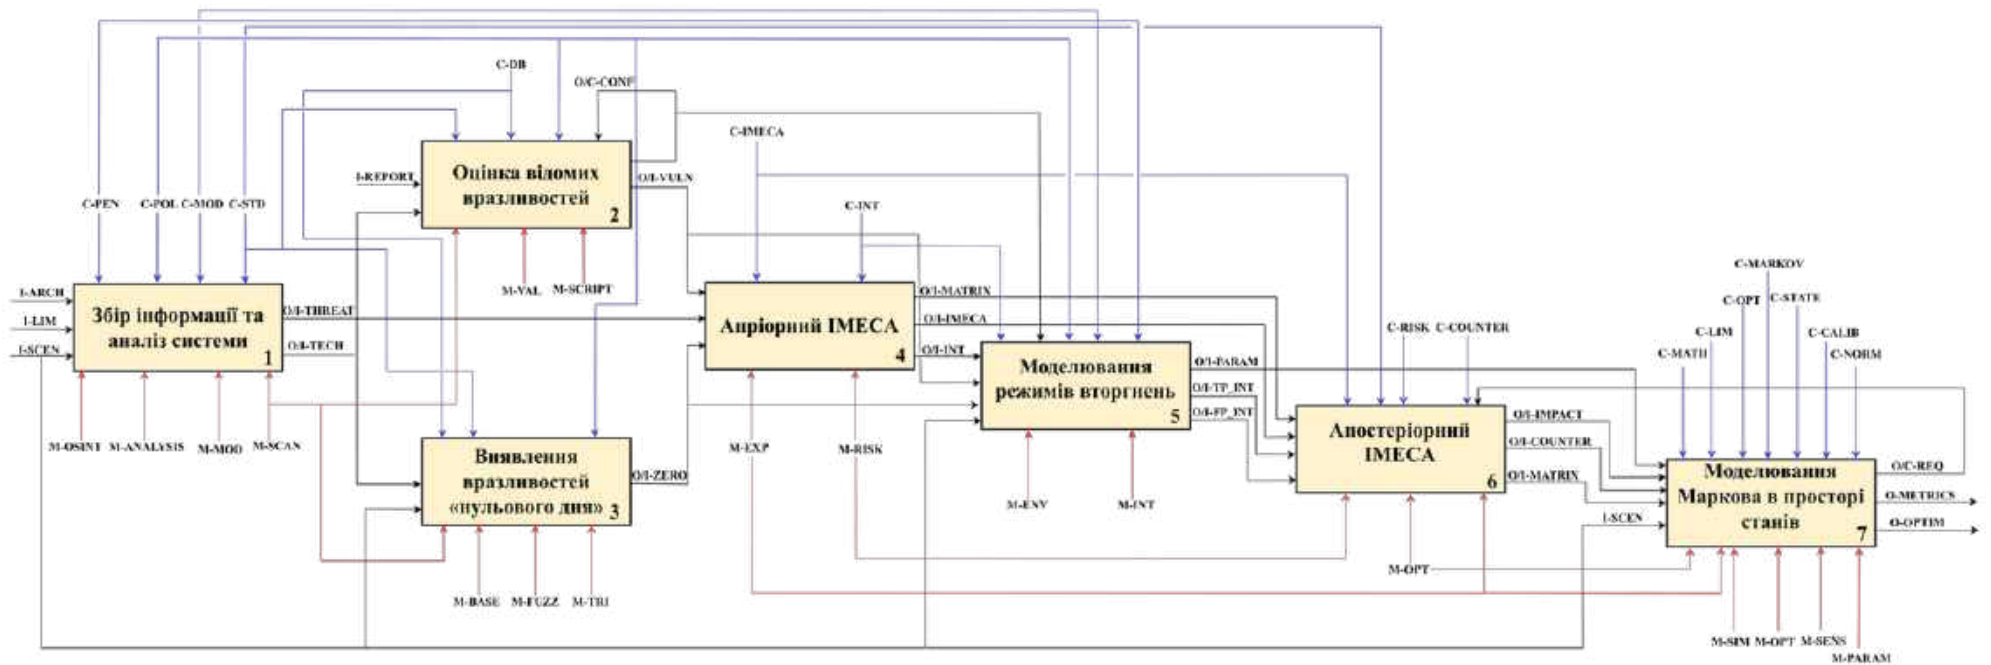 C-DB
O/C-CONF
C-IMECA
I-REPORT
Оцінка відомих
вразливостей
2
O/I-VULN
C-PEN
C-POL
C-MOD
C-STD
C-INT
M-VAL
M-SCRIPT
I-ARCH
I-LIM
I-SCEN
Збір інформації та
аналіз системи
1
O/I-THREAT
O/I-TECH
Апріорний IMECA
4
O/I-MATRIX
O/I-IMECA
O/I-INT
C-MARKOV
C-OPT
C-STATE
C-RISK
C-COUNTER
C-LIM
C-CALIB
C-MATH
C-NORM
Моделювання
режимів вторгнень
5
O/I-PARAM
O/I-TP_INT
O/I-FP_INT
M-OSINT
M-ANALYSIS
M-MOD
M-SCAN
M-EXP
M-RISK
Виявлення
вразливостей
«нульового дня»
3
O/I-ZERO
Апостеріорний
IMECA
6
O/I-IMPACT
O/I-COUNTER
O/I-MATRIX
M-ENV
M-INT
I-SCEN
Моделювання
Маркова в просторі
станів
7
O/C-REQ
O-METRICS
O-OPTIM
M-OPT
M-BASE
M-FUZZ
M-TRI
M-SIM
M-OPT
M-SENS
M-PARAM